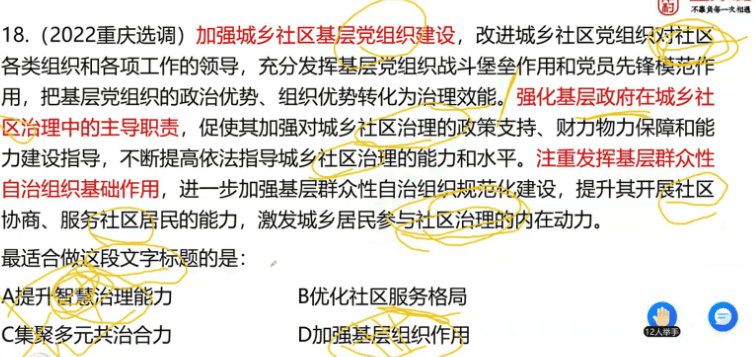 不辜负每一次相遇
18.（2022重庆选调）加强城乡社区基层党组织建设，改进城乡社区党组织对社区
各类组织和各项工作的领导，充分发挥基层党组织战斗堡垒作用和党员先锋模范作
用，把基层党组织的政治优势、组织优势转化为治理效能。强化基层政府在城乡社
区治理中的主导职责，促使其加强对城乡社区治理的政策支持、财力物力保障和能
力建设指导，不断提高依法指导城乡社区治理的能力和水平。注重发挥基层群众性
自治组织基础作用，进一步加强基层群众性自治组织规范化建设，提升其开展社区
协商、服务社区居民的能力，激发城乡居民参与社区治理的内在动力。
最适合做这段文字标题的是：
A提升智慧治理能力 B优化社区服务格局
C集聚多元共治合力 D加强基层组织作用
12人举手